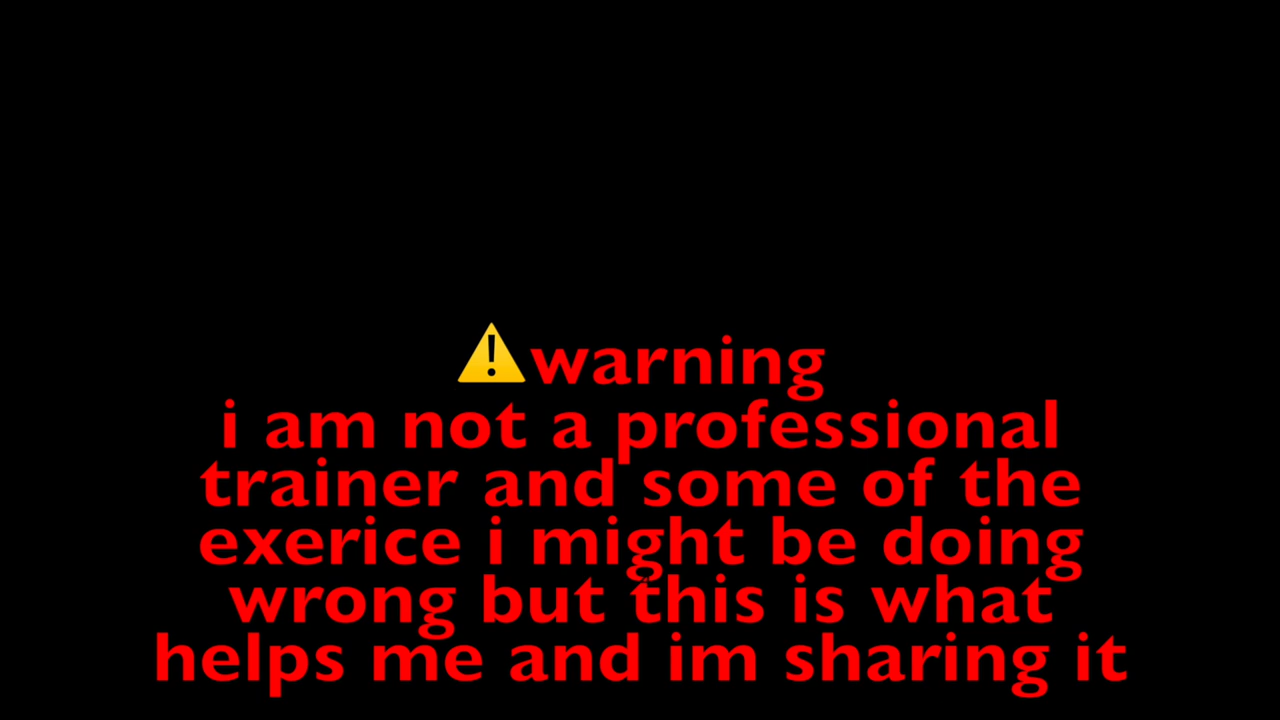 ⚠️warning
i am not a professional
trainer and some of the
exerice i might be doing
wrong but this is what
helps me and im sharing it